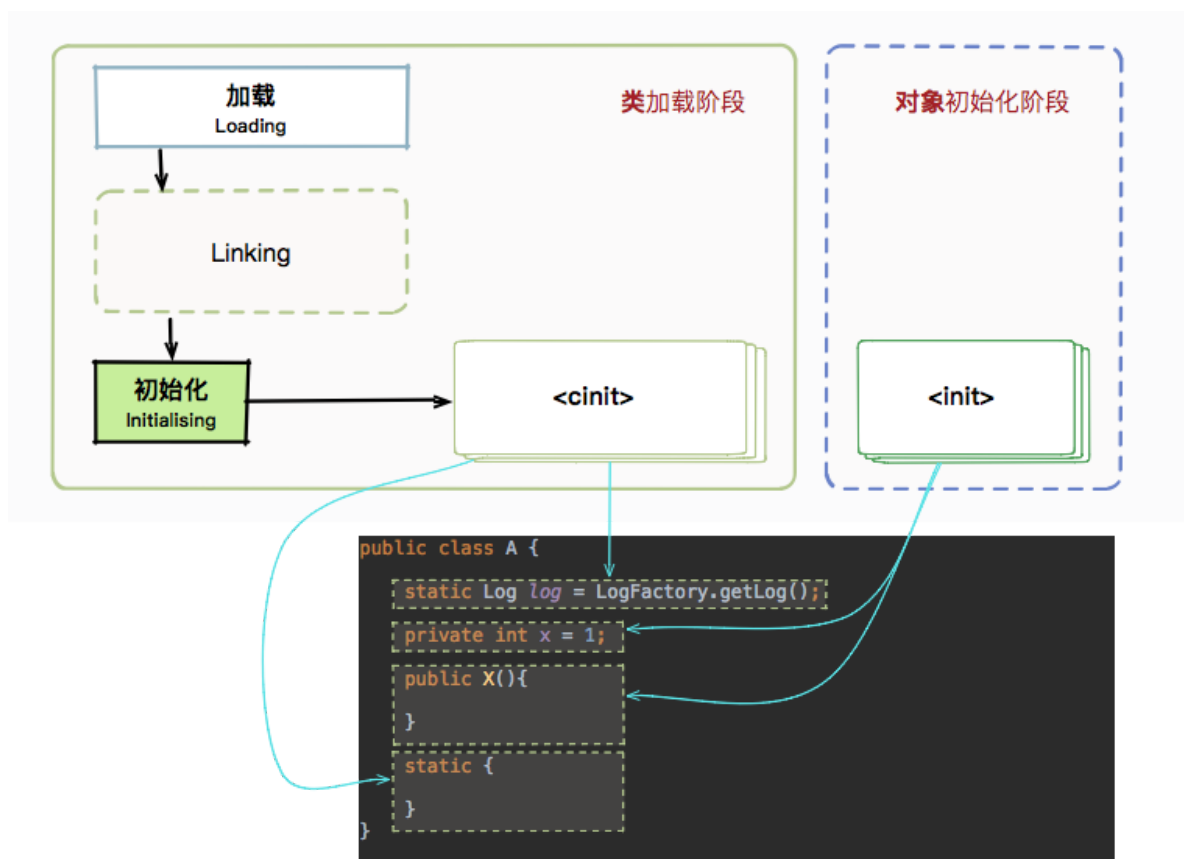 加载
Loading
类加载阶段
对象初始化阶段
Linking
初始化
Initialising
<cinit>
<init>
public class A {
static Log log = LogFactory.getLog();
private int x = 1;
public X(){
}
static {
}
}